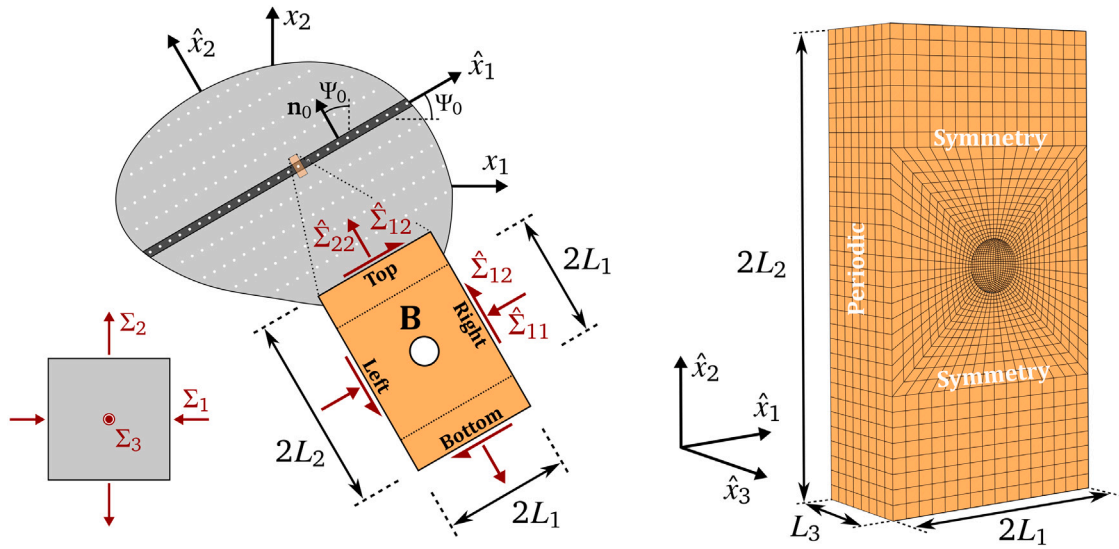 x₂
x̂₂
x̂₁
n₀
Ψ₀
Ψ₀
x₁
Σ̂₂₂
Σ̂₁₂
Top
Σ̂₁₂
2L₁
B
Right
Σ̂₁₁
Left
Bottom
2L₂
2L₁
Σ₂
Σ₁
Σ₃
Symmetry
Periodic
2L₂
Symmetry
x̂₂
x̂₁
x̂₃
L₃
2L₁